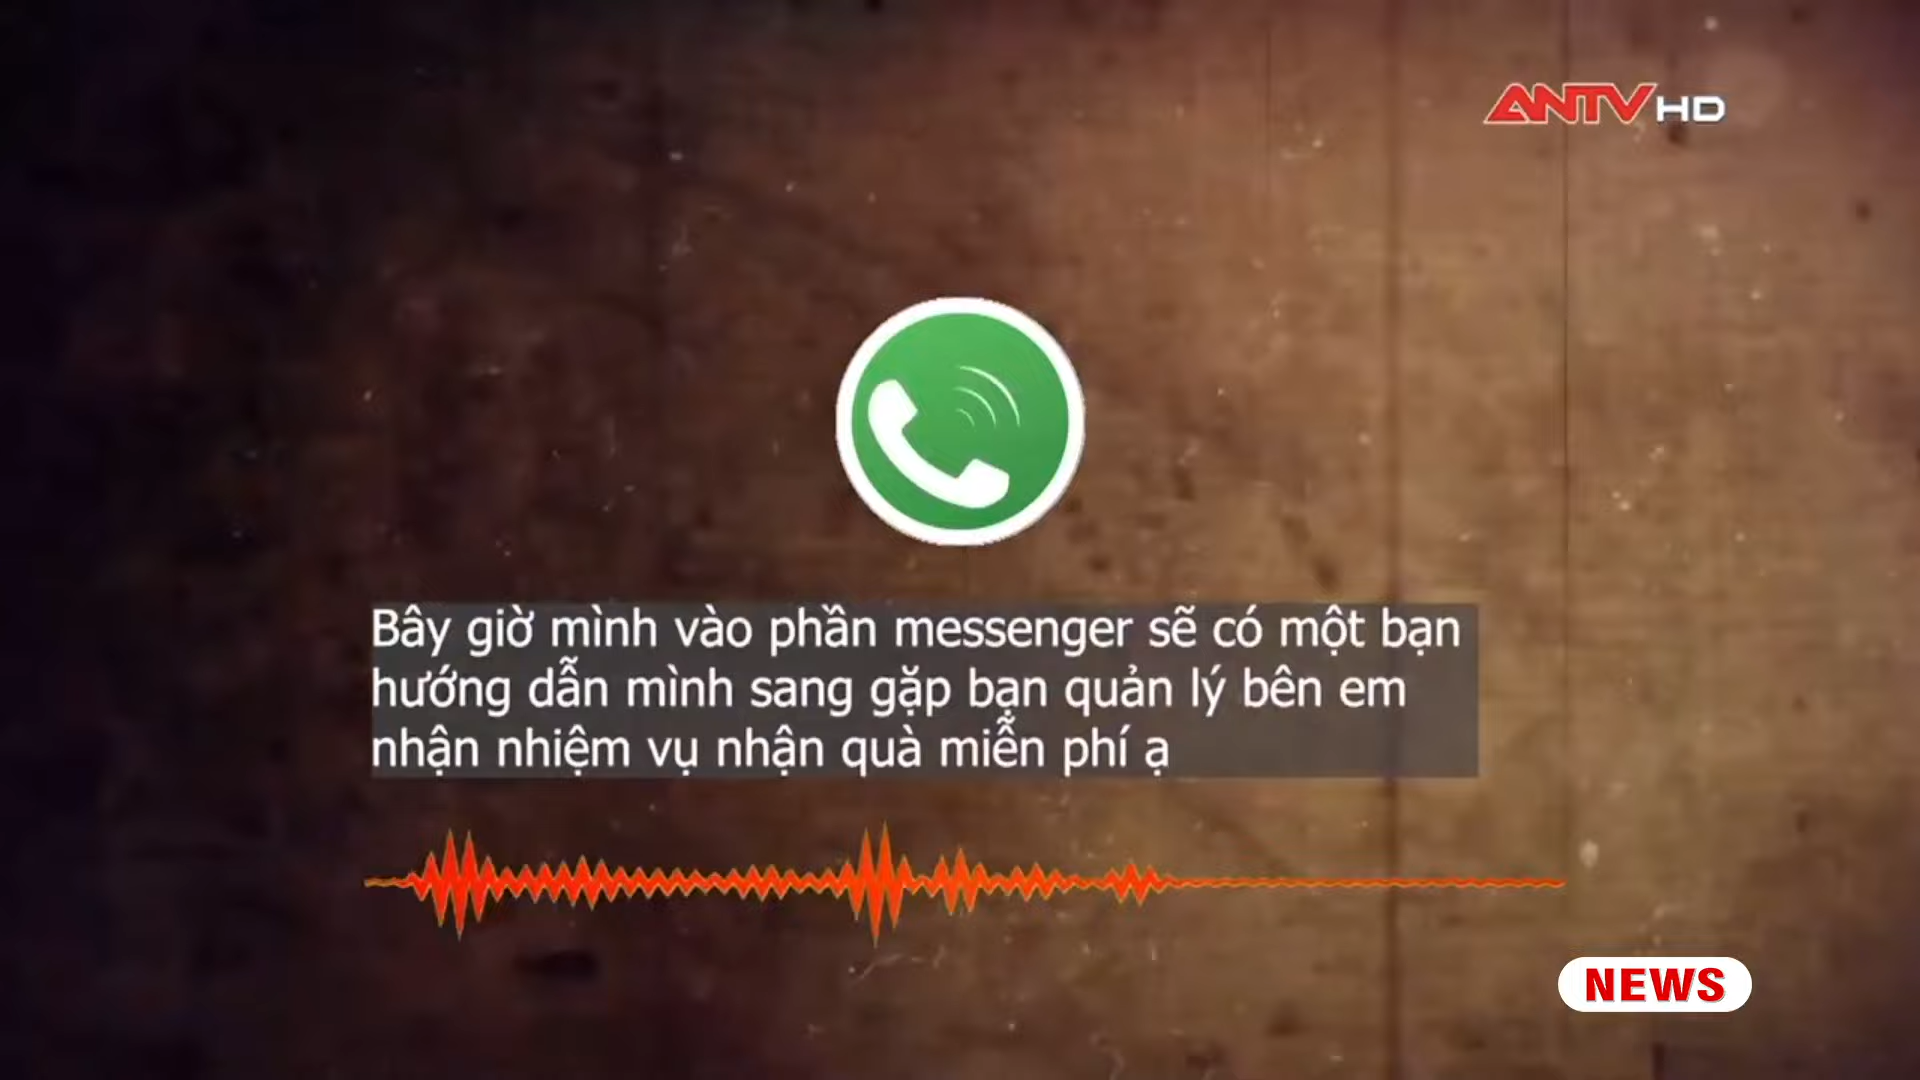 ANTV HD
Bây giờ mình vào phần messenger sẽ có một bạn
hướng dẫn mình sang gặp bạn quản lý bên em
nhận nhiệm vụ nhận quà miễn phí ạ
NEWS